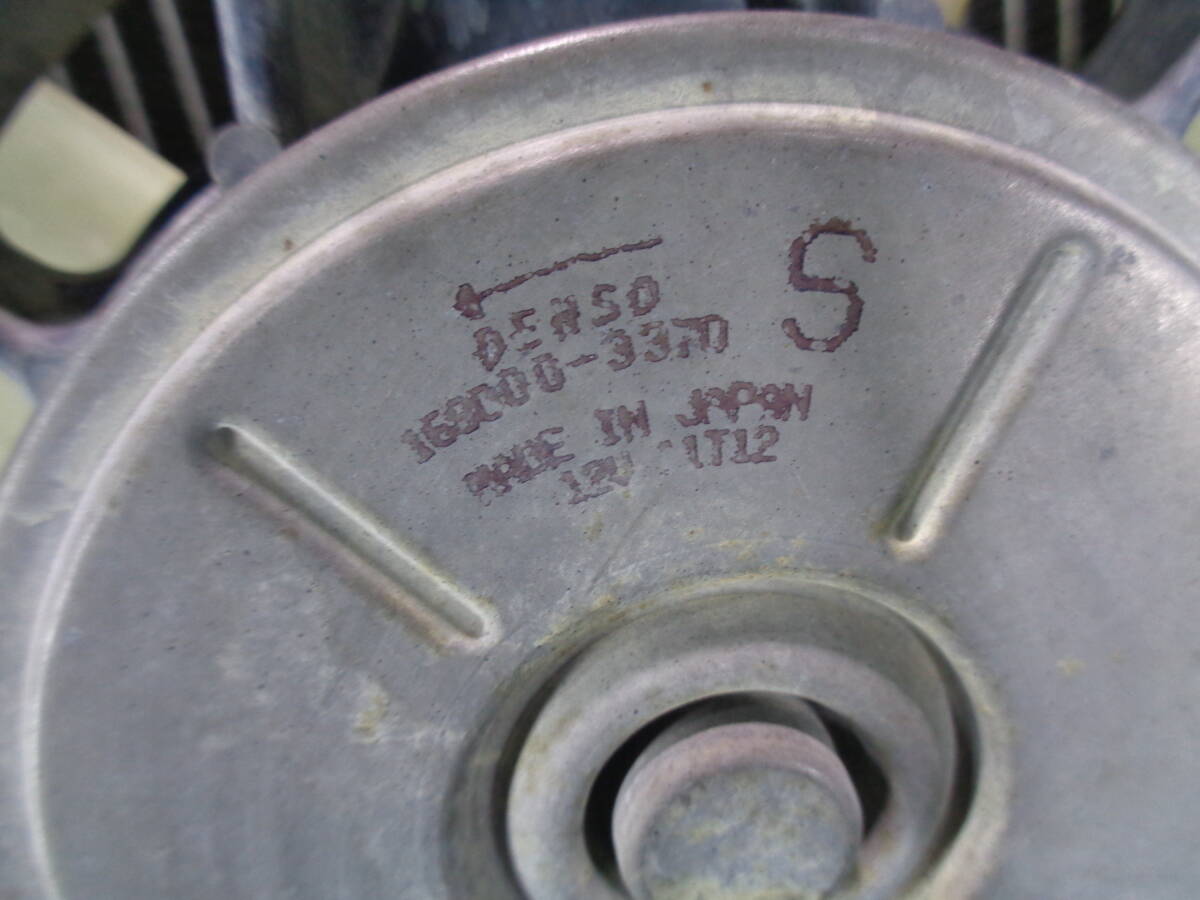 DENSO
S
168000-3370
MADE IN JAPAN
12V 1T12